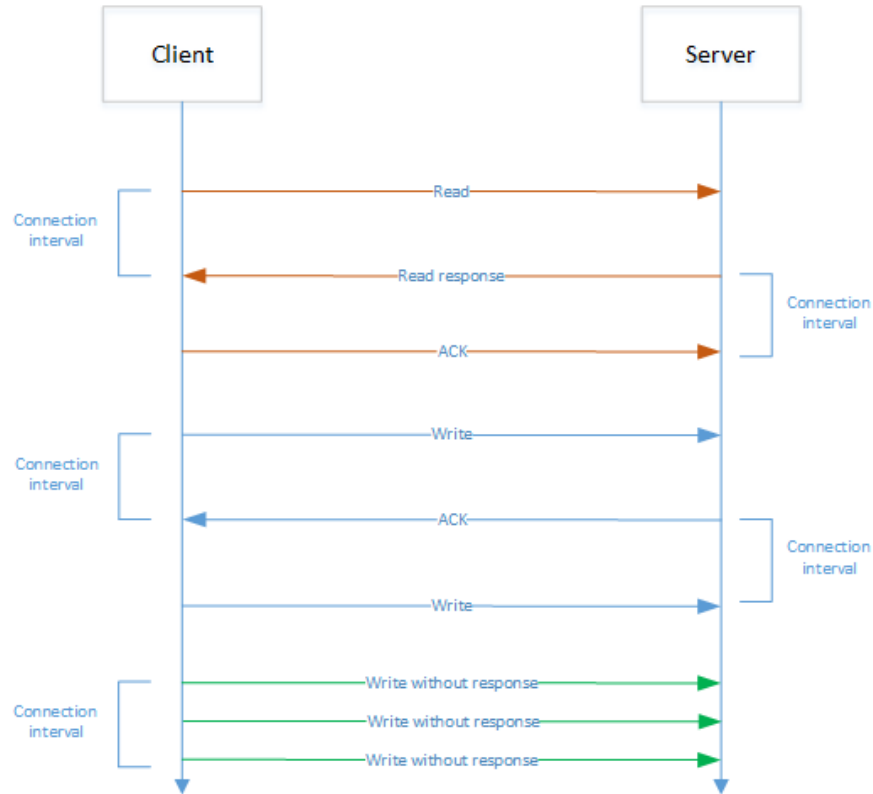 Client
Server
Read
Connection
interval
Read response
Connection
interval
ACK
Write
Connection
interval
ACK
Connection
interval
Write
Write without response
Connection
interval
Write without response
Write without response